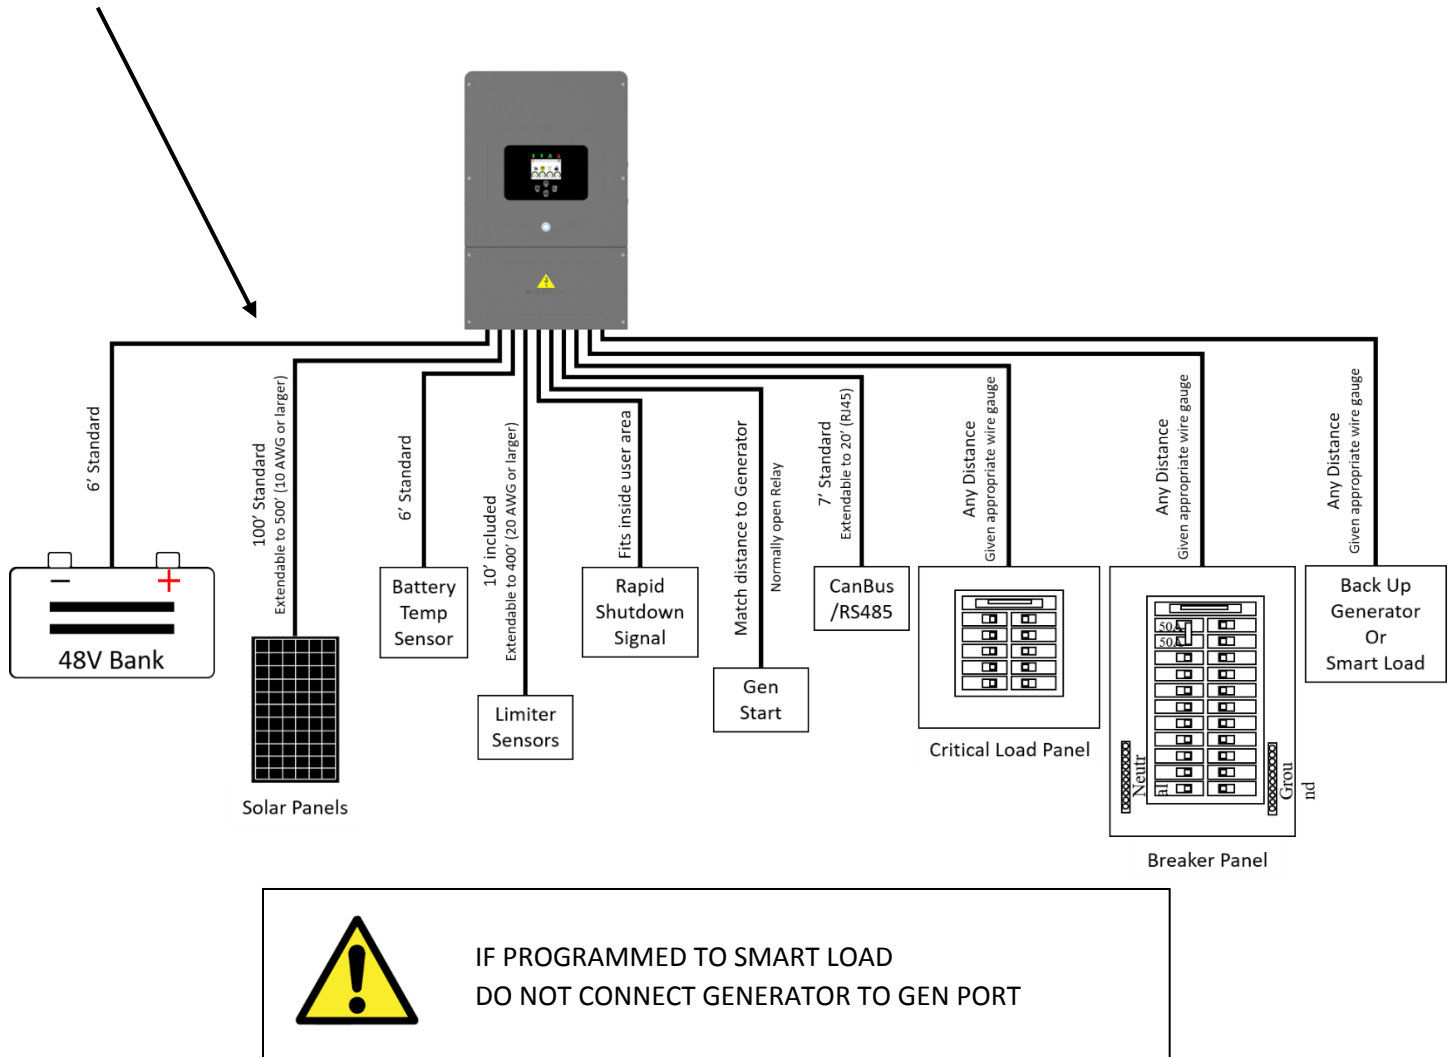 6’ Standard
48V Bank
100’ Standard
Extendable to 500’ (10 AWG or larger)
Solar Panels
6’ Standard
Battery
Temp
Sensor
10’ included
Extendable to 400’ (20 AWG or larger)
Limiter
Sensors
Fits inside user area
Rapid
Shutdown
Signal
Match distance to Generator
Normally open Relay
Gen
Start
7’ Standard
Extendable to 20’ (RJ45)
CanBus
/RS485
Any Distance
Given appropriate wire gauge
Critical Load Panel
Any Distance
Given appropriate wire gauge
50A
50A
Neutr
al
Grou
nd
Breaker Panel
Any Distance
Given appropriate wire gauge
Back Up
Generator
Or
Smart Load
IF PROGRAMMED TO SMART LOAD
DO NOT CONNECT GENERATOR TO GEN PORT